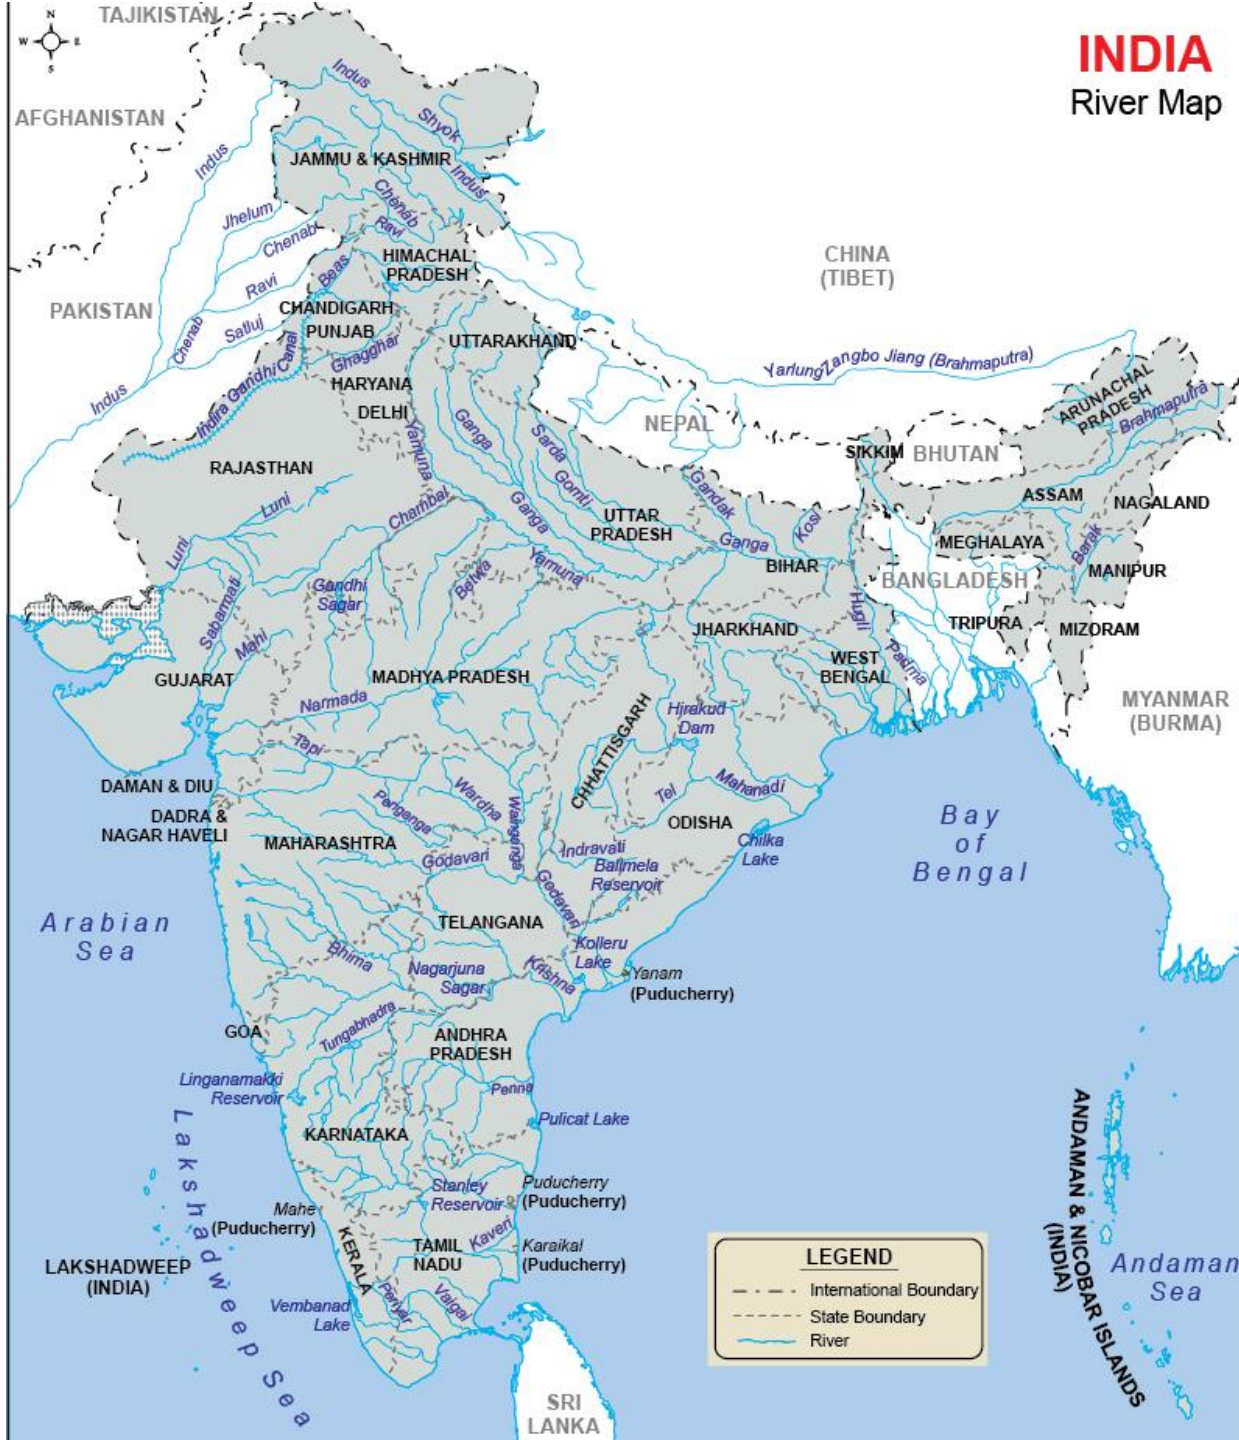 INDIA
River Map
N
W
E
S
TAJIKISTAN
AFGHANISTAN
PAKISTAN
CHINA
(TIBET)
NEPAL
BHUTAN
BANGLADESH
MYANMAR
(BURMA)
SRI
LANKA
Indus
Shyok
Indus
Indus
JAMMU & KASHMIR
Chenab
Ravi
Jhelum
Chenab
Ravi
Beas
HIMACHAL
PRADESH
Chenab
Satluj
CHANDIGARH
PUNJAB
Ghagghar
UTTARAKHAND
Indus
Indira Gandhi Canal
HARYANA
DELHI
Yamuna
Ganga
Sarda
Gomti
Yarlung Zangbo Jiang (Brahmaputra)
ARUNACHAL
PRADESH
Brahmaputra
SIKKIM
RAJASTHAN
Luni
Luni
Chambal
Ganga
UTTAR
PRADESH
Gandak
Ganga
Kosi
BIHAR
ASSAM
NAGALAND
MEGHALAYA
Barak
MANIPUR
TRIPURA
MIZORAM
Yamuna
Betwa
Gandhi
Sagar
Sabarmati
Mahi
GUJARAT
MADHYA PRADESH
Narmada
JHARKHAND
Hugli
Padma
WEST
BENGAL
Hirakud
Dam
CHHATTISGARH
Tapi
DAMAN & DIU
DADRA &
NAGAR HAVELI
Wardha
Wainganga
Penganga
MAHARASHTRA
Godavari
Tel
Mahanadi
ODISHA
Chilka
Lake
Indravati
Balimela
Reservoir
Godavari
Bay
of
Bengal
Arabian
Sea
TELANGANA
Bhima
Nagarjuna
Sagar
Krishna
Kolleru
Lake
Yanam
(Puducherry)
GOA
Tungabhadra
ANDHRA
PRADESH
Linganamakki
Reservoir
Penna
Pulicat Lake
KARNATAKA
Stanley
Reservoir
Puducherry
(Puducherry)
Mahe
(Puducherry)
KERALA
TAMIL
NADU
Kaveri
Karaikal
(Puducherry)
Periyar
Vaigai
Vembanad
Lake
LAKSHADWEEP
(INDIA)
Lakshadweep Sea
ANDAMAN & NICOBAR ISLANDS
(INDIA)
Andaman
Sea
LEGEND
International Boundary
State Boundary
River